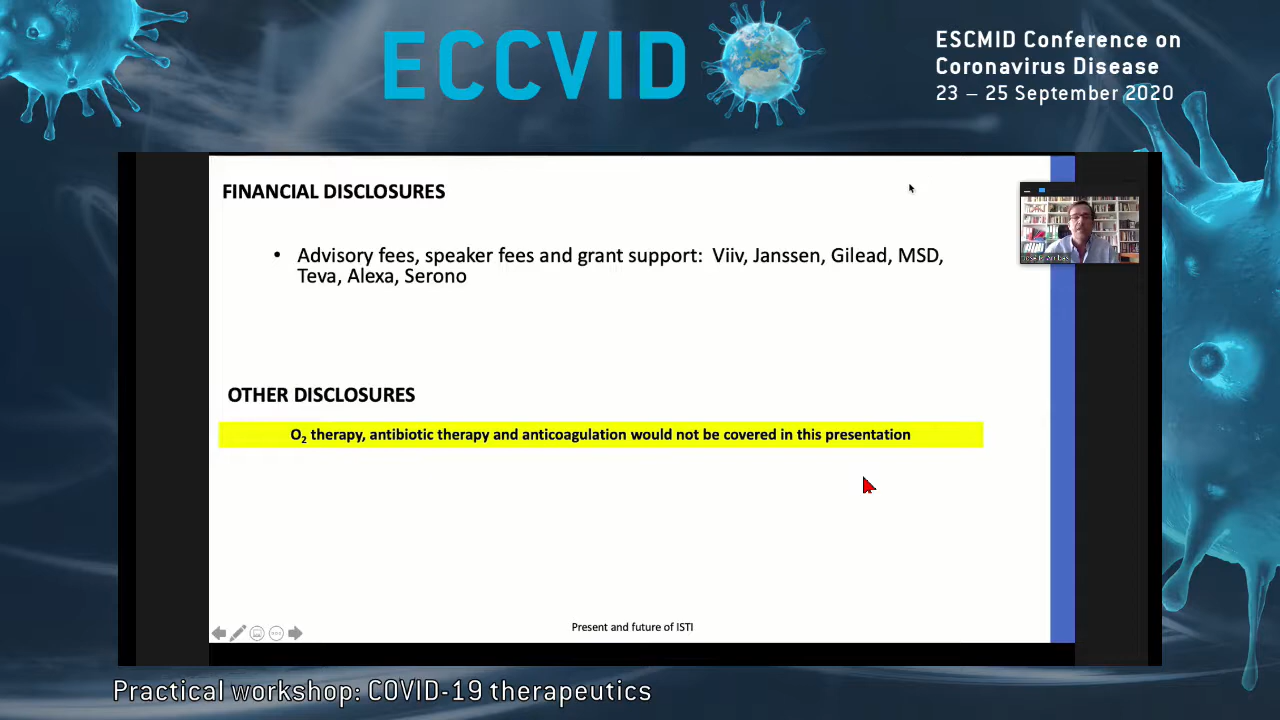 ECCVID
ESCMID Conference on
Coronavirus Disease
23 – 25 September 2020
FINANCIAL DISCLOSURES
• Advisory fees, speaker fees and grant support: Viiv, Janssen, Gilead, MSD,
Teva, Alexa, Serono
OTHER DISCLOSURES
O₂ therapy, antibiotic therapy and anticoagulation would not be covered in this presentation
Present and future of ISTI
Practical workshop: COVID-19 therapeutics